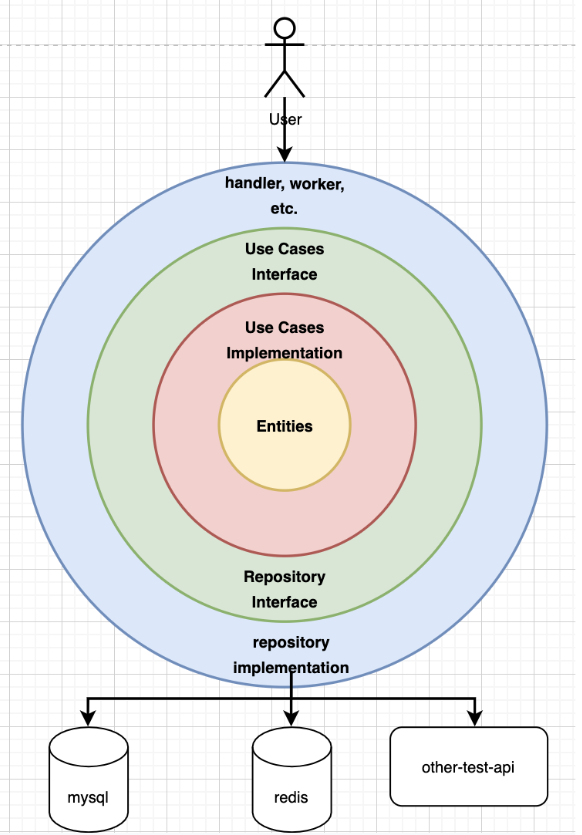 User
handler, worker,
etc.
Use Cases
Interface
Use Cases
Implementation
Entities
Repository
Interface
repository
implementation
mysql
redis
other-test-api